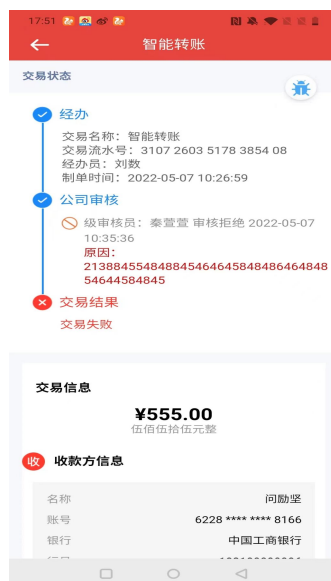 17:51
智能转账
交易状态
经办
交易名称：智能转账
交易流水号：3107 2603 5178 3854 08
经办员：刘数
制单时间：2022-05-07 10:26:59
公司审核
级审核员：秦萱萱 审核拒绝 2022-05-07
10:35:36
原因：
213884554848845464645848486464848
54644584845
交易结果
交易失败
交易信息
¥555.00
伍佰伍拾伍元整
收 收款方信息
名称 问励坚
账号 6228 **** **** 8166
银行 中国工商银行